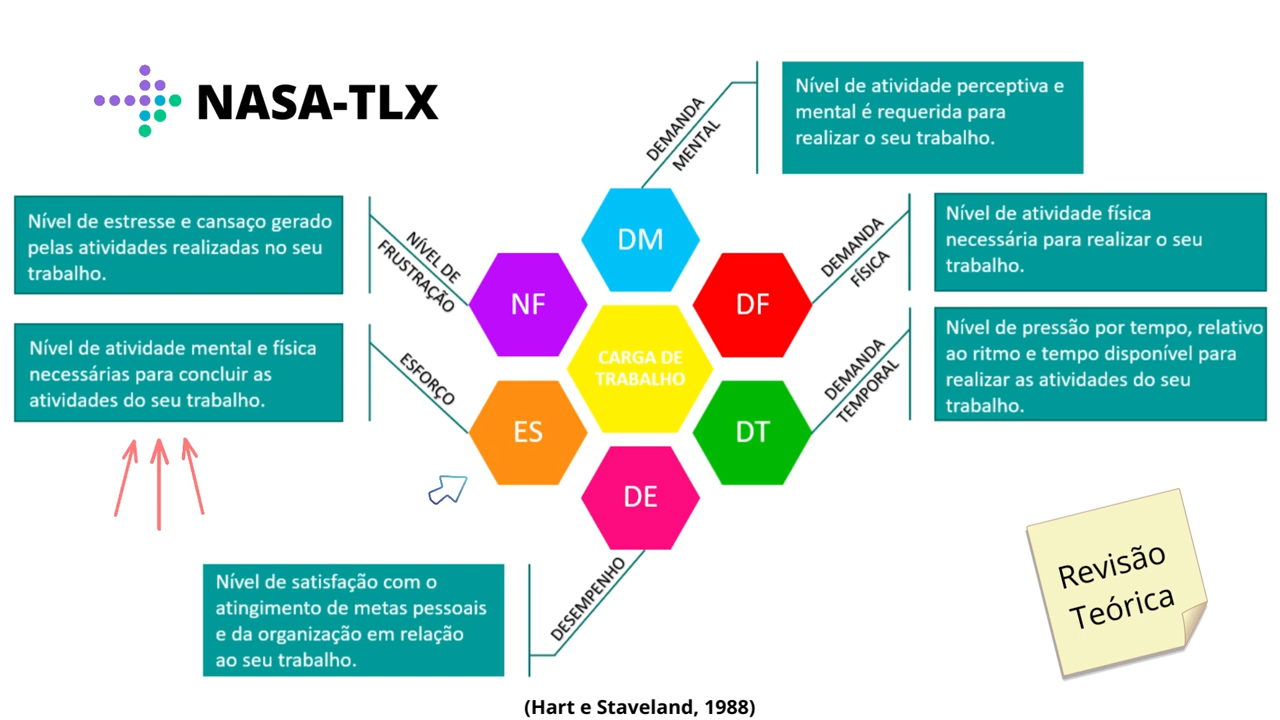 NASA-TLX
DEMANDA
MENTAL
Nível de atividade perceptiva e
mental é requerida para
realizar o seu trabalho.
Nível de estresse e cansaço gerado
pelas atividades realizadas no seu
trabalho.
NÍVEL DE
FRUSTRAÇÃO
DM
DEMANDA
FÍSICA
Nível de atividade física
necessária para realizar o seu
trabalho.
NF
DF
Nível de atividade mental e física
necessárias para concluir as
atividades do seu trabalho.
ESFORÇO
CARGA DE
TRABALHO
DEMANDA
TEMPORAL
Nível de pressão por tempo, relativo
ao ritmo e tempo disponível para
realizar as atividades do seu
trabalho.
ES
DT
DE
DESEMPENHO
Nível de satisfação com o
atingimento de metas pessoais
e da organização em relação
ao seu trabalho.
Revisão
Teórica
(Hart e Staveland, 1988)